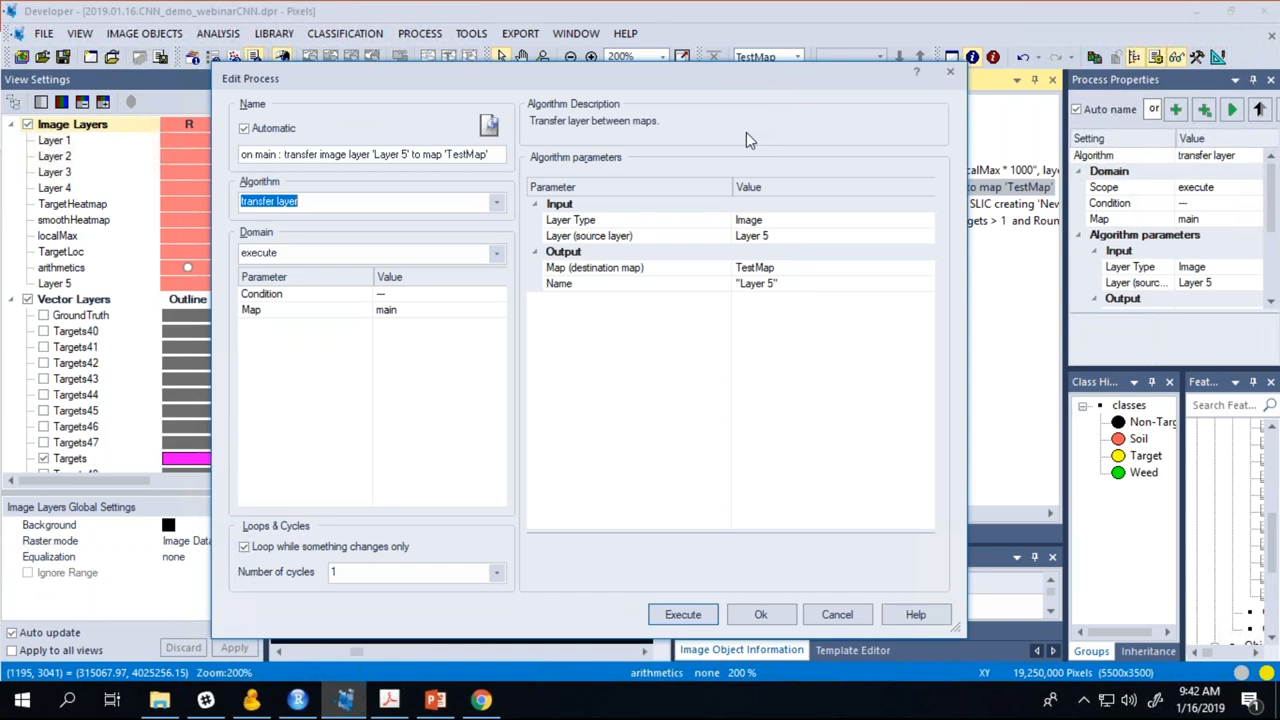 Developer - [2019.01.16.CNN_demo_webinarCNN.dpr - Pixels]
FILE VIEW IMAGE OBJECTS ANALYSIS LIBRARY CLASSIFICATION PROCESS TOOLS EXPORT WINDOW HELP
200% TestMap
View Settings
Image Layers R
Layer 1
Layer 2
Layer 3
Layer 4
TargetHeatmap
smoothHeatmap
localMax
TargetLoc
arithmetics
Layer 5
Vector Layers Outline
GroundTruth
Targets40
Targets41
Targets42
Targets43
Targets44
Targets45
Targets46
Targets47
Targets
Image Layers Global Settings
Background
Raster mode Image Data
Equalization none
Ignore Range
Auto update
Apply to all views
Discard Apply
Edit Process
?
Name
Automatic
on main : transfer image layer 'Layer 5' to map 'TestMap'
Algorithm
transfer layer
Domain
execute
Parameter Value
Condition ---
Map main
Loops & Cycles
Loop while something changes only
Number of cycles 1
Algorithm Description
Transfer layer between maps.
Algorithm parameters
Parameter Value
Input
Layer Type Image
Layer (source layer) Layer 5
Output
Map (destination map) TestMap
Name "Layer 5"
Execute Ok Cancel Help
calMax * 1000", laye
to map 'TestMap'
SLIC creating 'New
gets > 1 and Roun
Process Properties
Auto name or
Setting Value
Algorithm transfer layer
Domain
Scope execute
Condition ---
Map main
Algorithm parameters
Input
Layer Type Image
Layer (sourc... Layer 5
Output
Class Hi...
classes
Non-Targ
Soil
Target
Weed
Groups Inheritance
Feat...
Search Feat...
Image Object Information Template Editor
(1195, 3041) = (315067.97, 4025256.15) Zoom:200%
arithmetics none 200 % XY 19,250,000 Pixels (5500x3500)
9:42 AM
1/16/2019